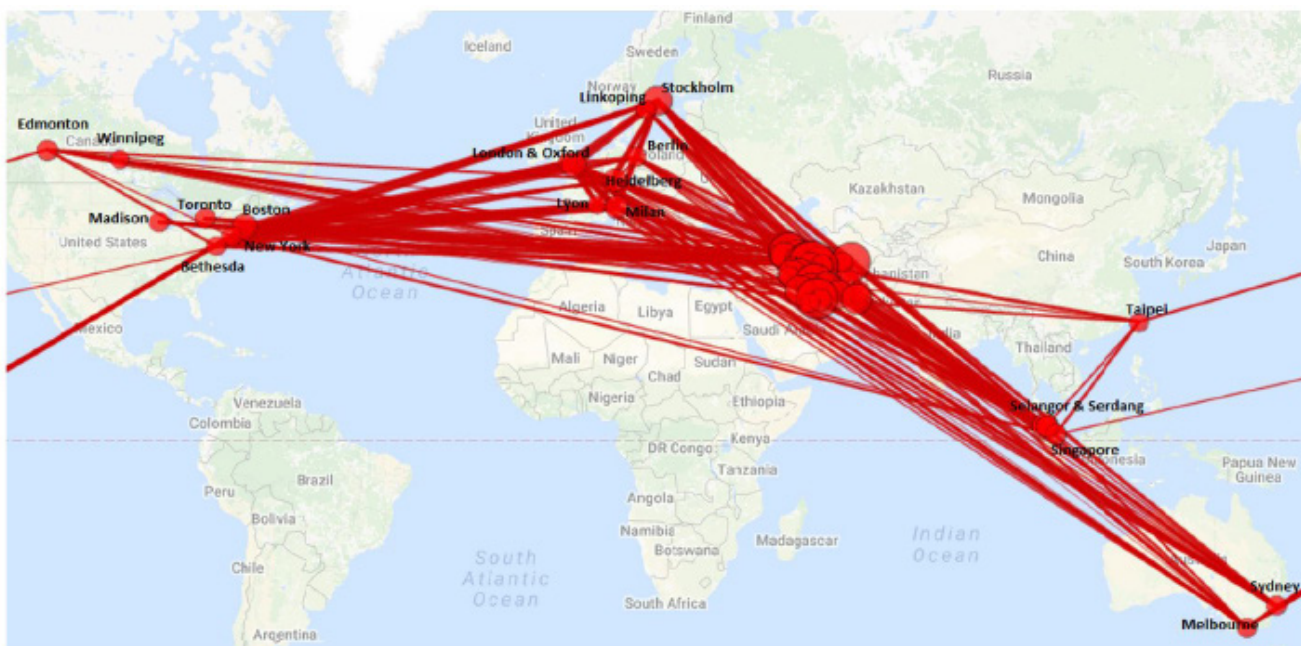 Finland
Iceland
Sweden
Russia
Norway
Stockholm
Linkoping
Edmonton
Canada
Winnipeg
United
Kingdom
London & Oxford
Berlin
Poland
Heidelberg
Kazakhstan
Mongolia
Lyon
Milan
Spain
Toronto
Boston
Madison
United States
New York
Bethesda
Atlantic
Ocean
Afghanistan
China
Japan
South Korea
Algeria
Libya
Egypt
Saudi Arabia
India
Taipei
Mexico
Mali
Niger
Chad
Sudan
Thailand
Nigeria
Ethiopia
Venezuela
Colombia
Selangor & Serdang
Singapore
Indonesia
DR Congo
Kenya
Tanzania
Papua New
Guinea
Peru
Brazil
Angola
Bolivia
Namibia
Botswana
Madagascar
Indian
Ocean
Chile
South
Atlantic
Ocean
South Africa
Argentina
Sydney
Melbourne